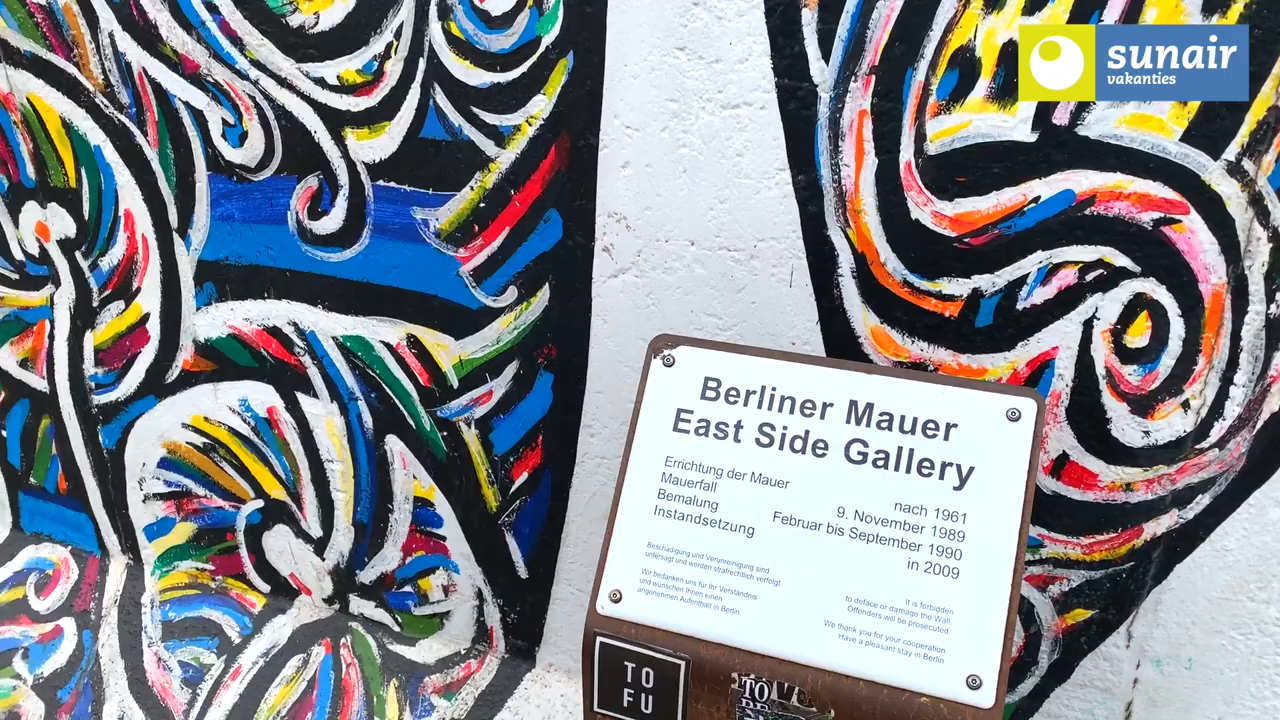 sunair
vakanties
Berliner Mauer
East Side Gallery
Errichtung der Mauer nach 1961
Mauerfall 9. November 1989
Bemalung Februar bis September 1990
Instandsetzung in 2009
Beschädigung und Verunreinigung sind
untersagt und werden strafrechtlich verfolgt.
Wir bedanken uns für Ihr Verständnis
und wünschen Ihnen einen
angenehmen Aufenthalt in Berlin.
It is forbidden
to deface or damage the Wall.
Offenders will be prosecuted.
We thank you for your cooperation.
Have a pleasant stay in Berlin.
TO
FU
TO